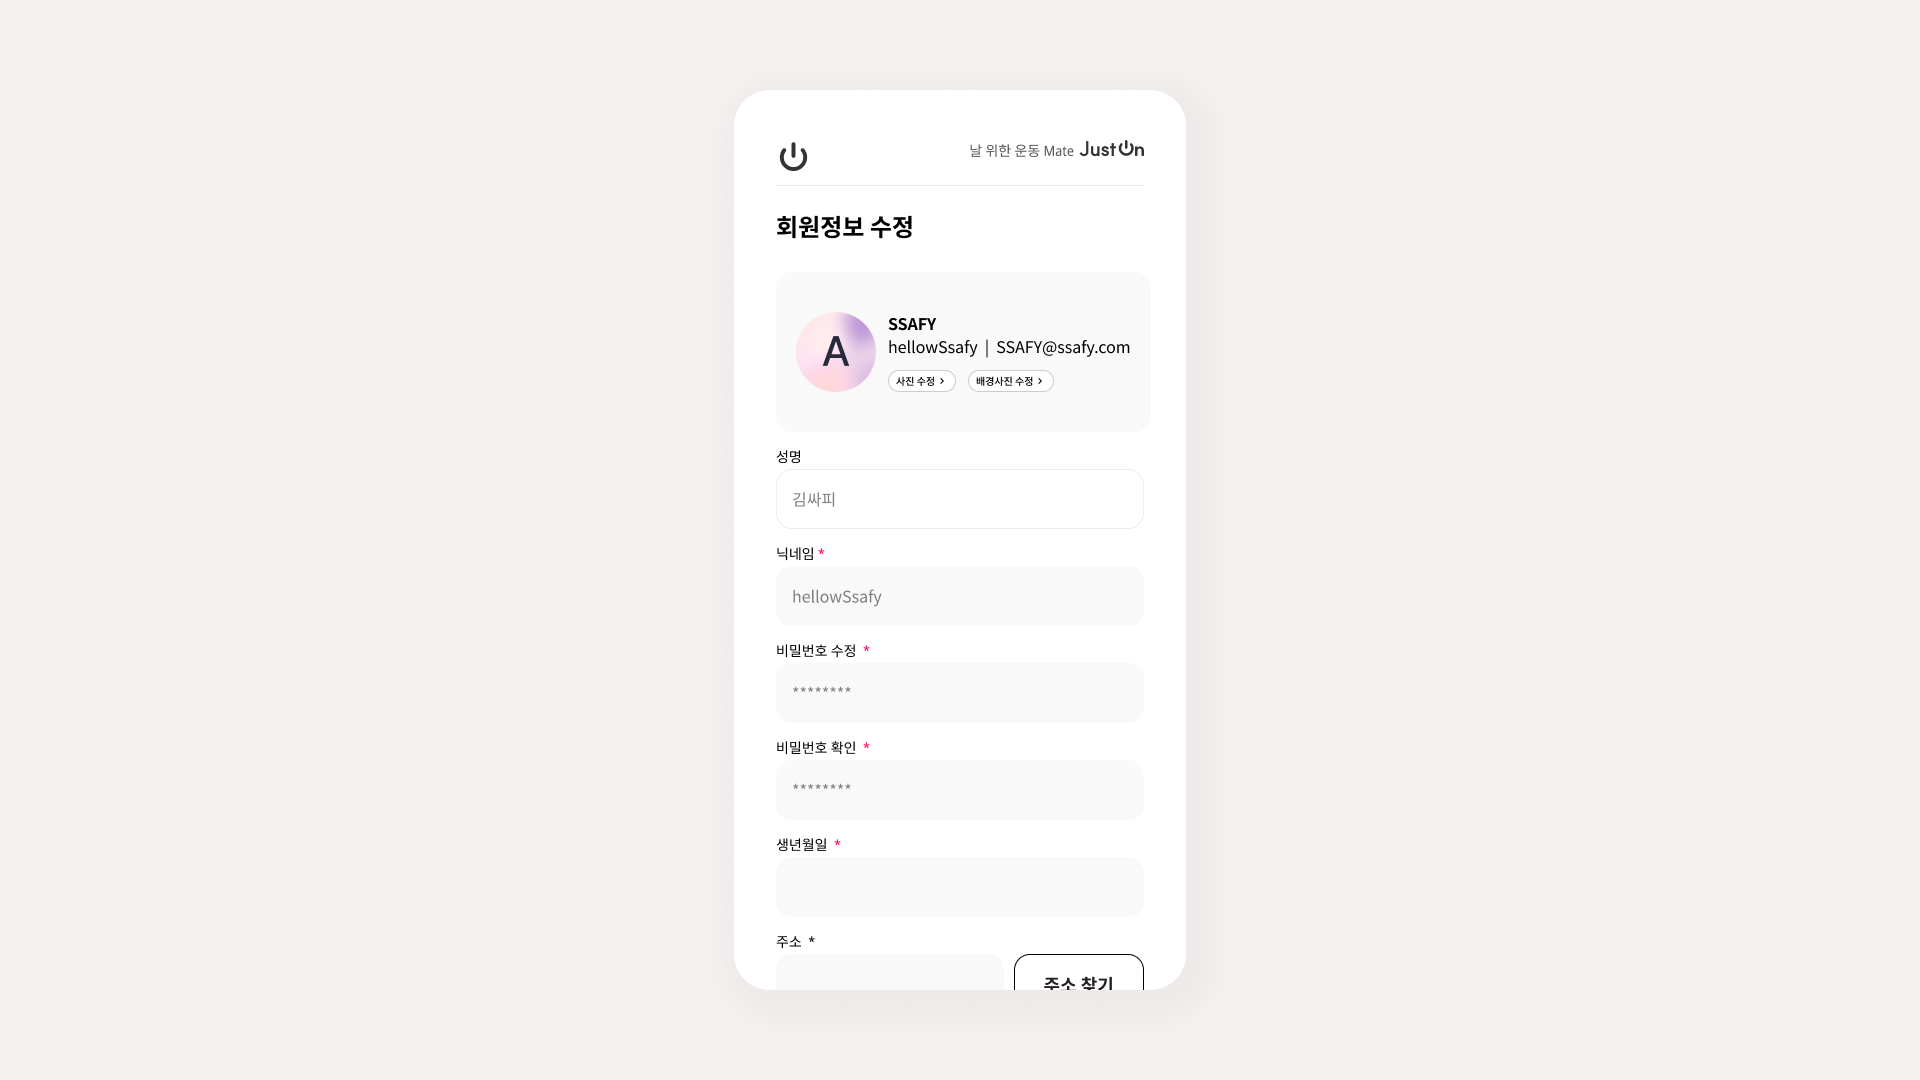 날 위한 운동 Mate JustOn
회원정보 수정
A
SSAFY
hellowSsafy | SSAFY@ssafy.com
사진 수정 > 배경사진 수정 >
성명
김싸피
닉네임 *
hellowSsafy
비밀번호 수정 *
********
비밀번호 확인 *
********
생년월일 *
주소 *
주소 찾기